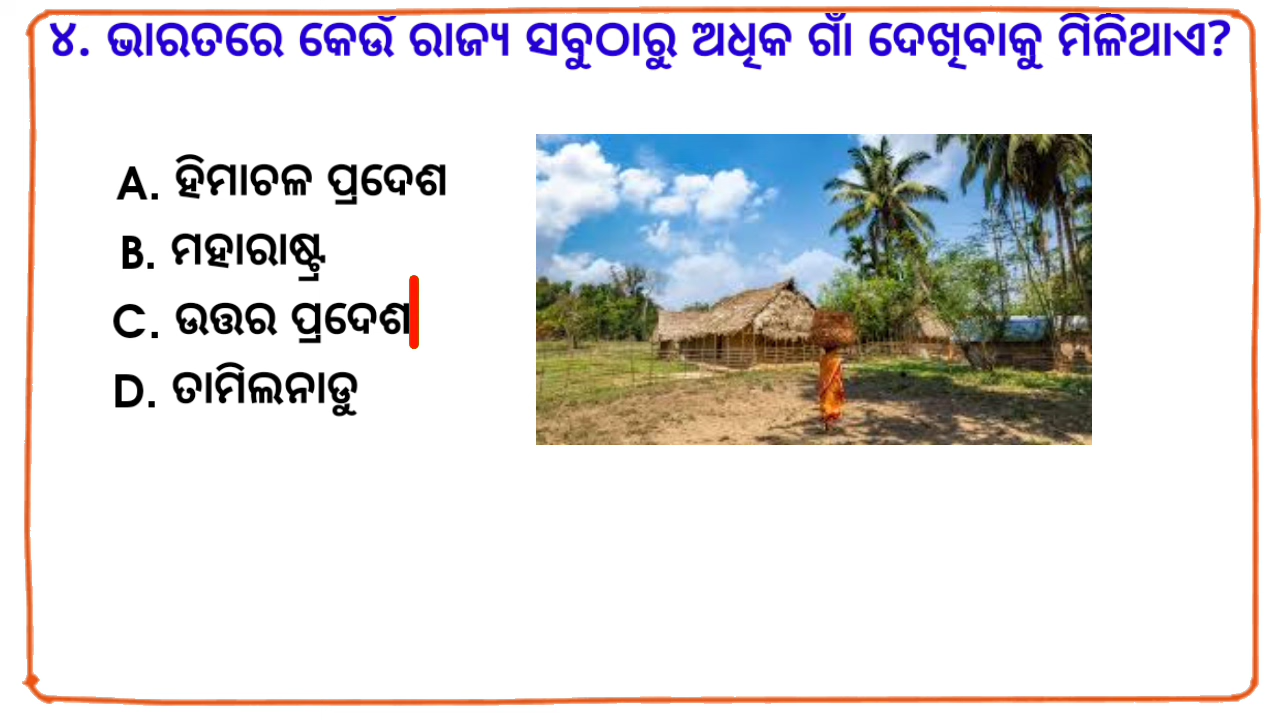 ୪. ଭାରତରେ କେଉଁ ରାଜ୍ୟ ସବୁଠାରୁ ଅଧିକ ଗାଁ ଦେଖିବାକୁ ମିଳିଥାଏ?
A. ହିମାଚଳ ପ୍ରଦେଶ
B. ମହାରାଷ୍ଟ୍ର
C. ଉତ୍ତର ପ୍ରଦେଶ
D. ତାମିଲନାଡୁ